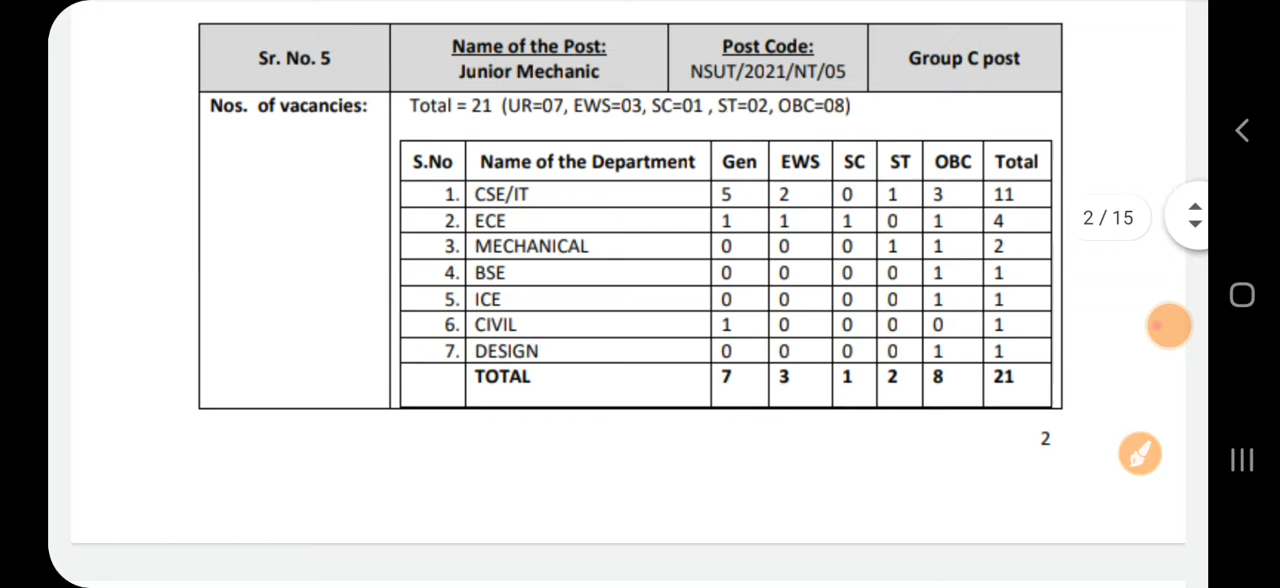 Sr. No. 5 Name of the Post: Junior Mechanic Post Code: NSUT/2021/NT/05 Group C post
Nos. of vacancies: Total = 21 (UR=07, EWS=03, SC=01 , ST=02, OBC=08)
S.No Name of the Department Gen EWS SC ST OBC Total
1. CSE/IT 5 2 0 1 3 11
2. ECE 1 1 1 0 1 4
3. MECHANICAL 0 0 0 1 1 2
4. BSE 0 0 0 0 1 1
5. ICE 0 0 0 0 1 1
6. CIVIL 1 0 0 0 0 1
7. DESIGN 0 0 0 0 1 1
TOTAL 7 3 1 2 8 21
2
2 / 15